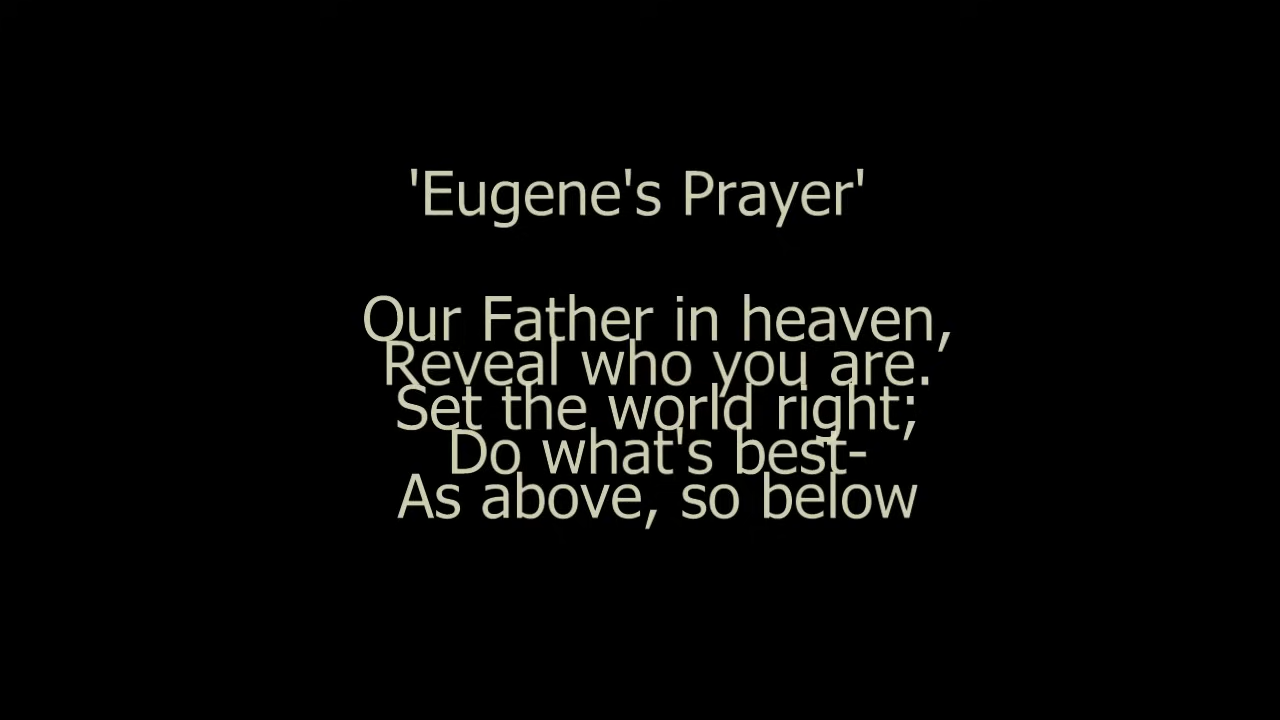 'Eugene's Prayer'
Our Father in heaven,
Reveal who you are.
Set the world right;
Do what's best-
As above, so below